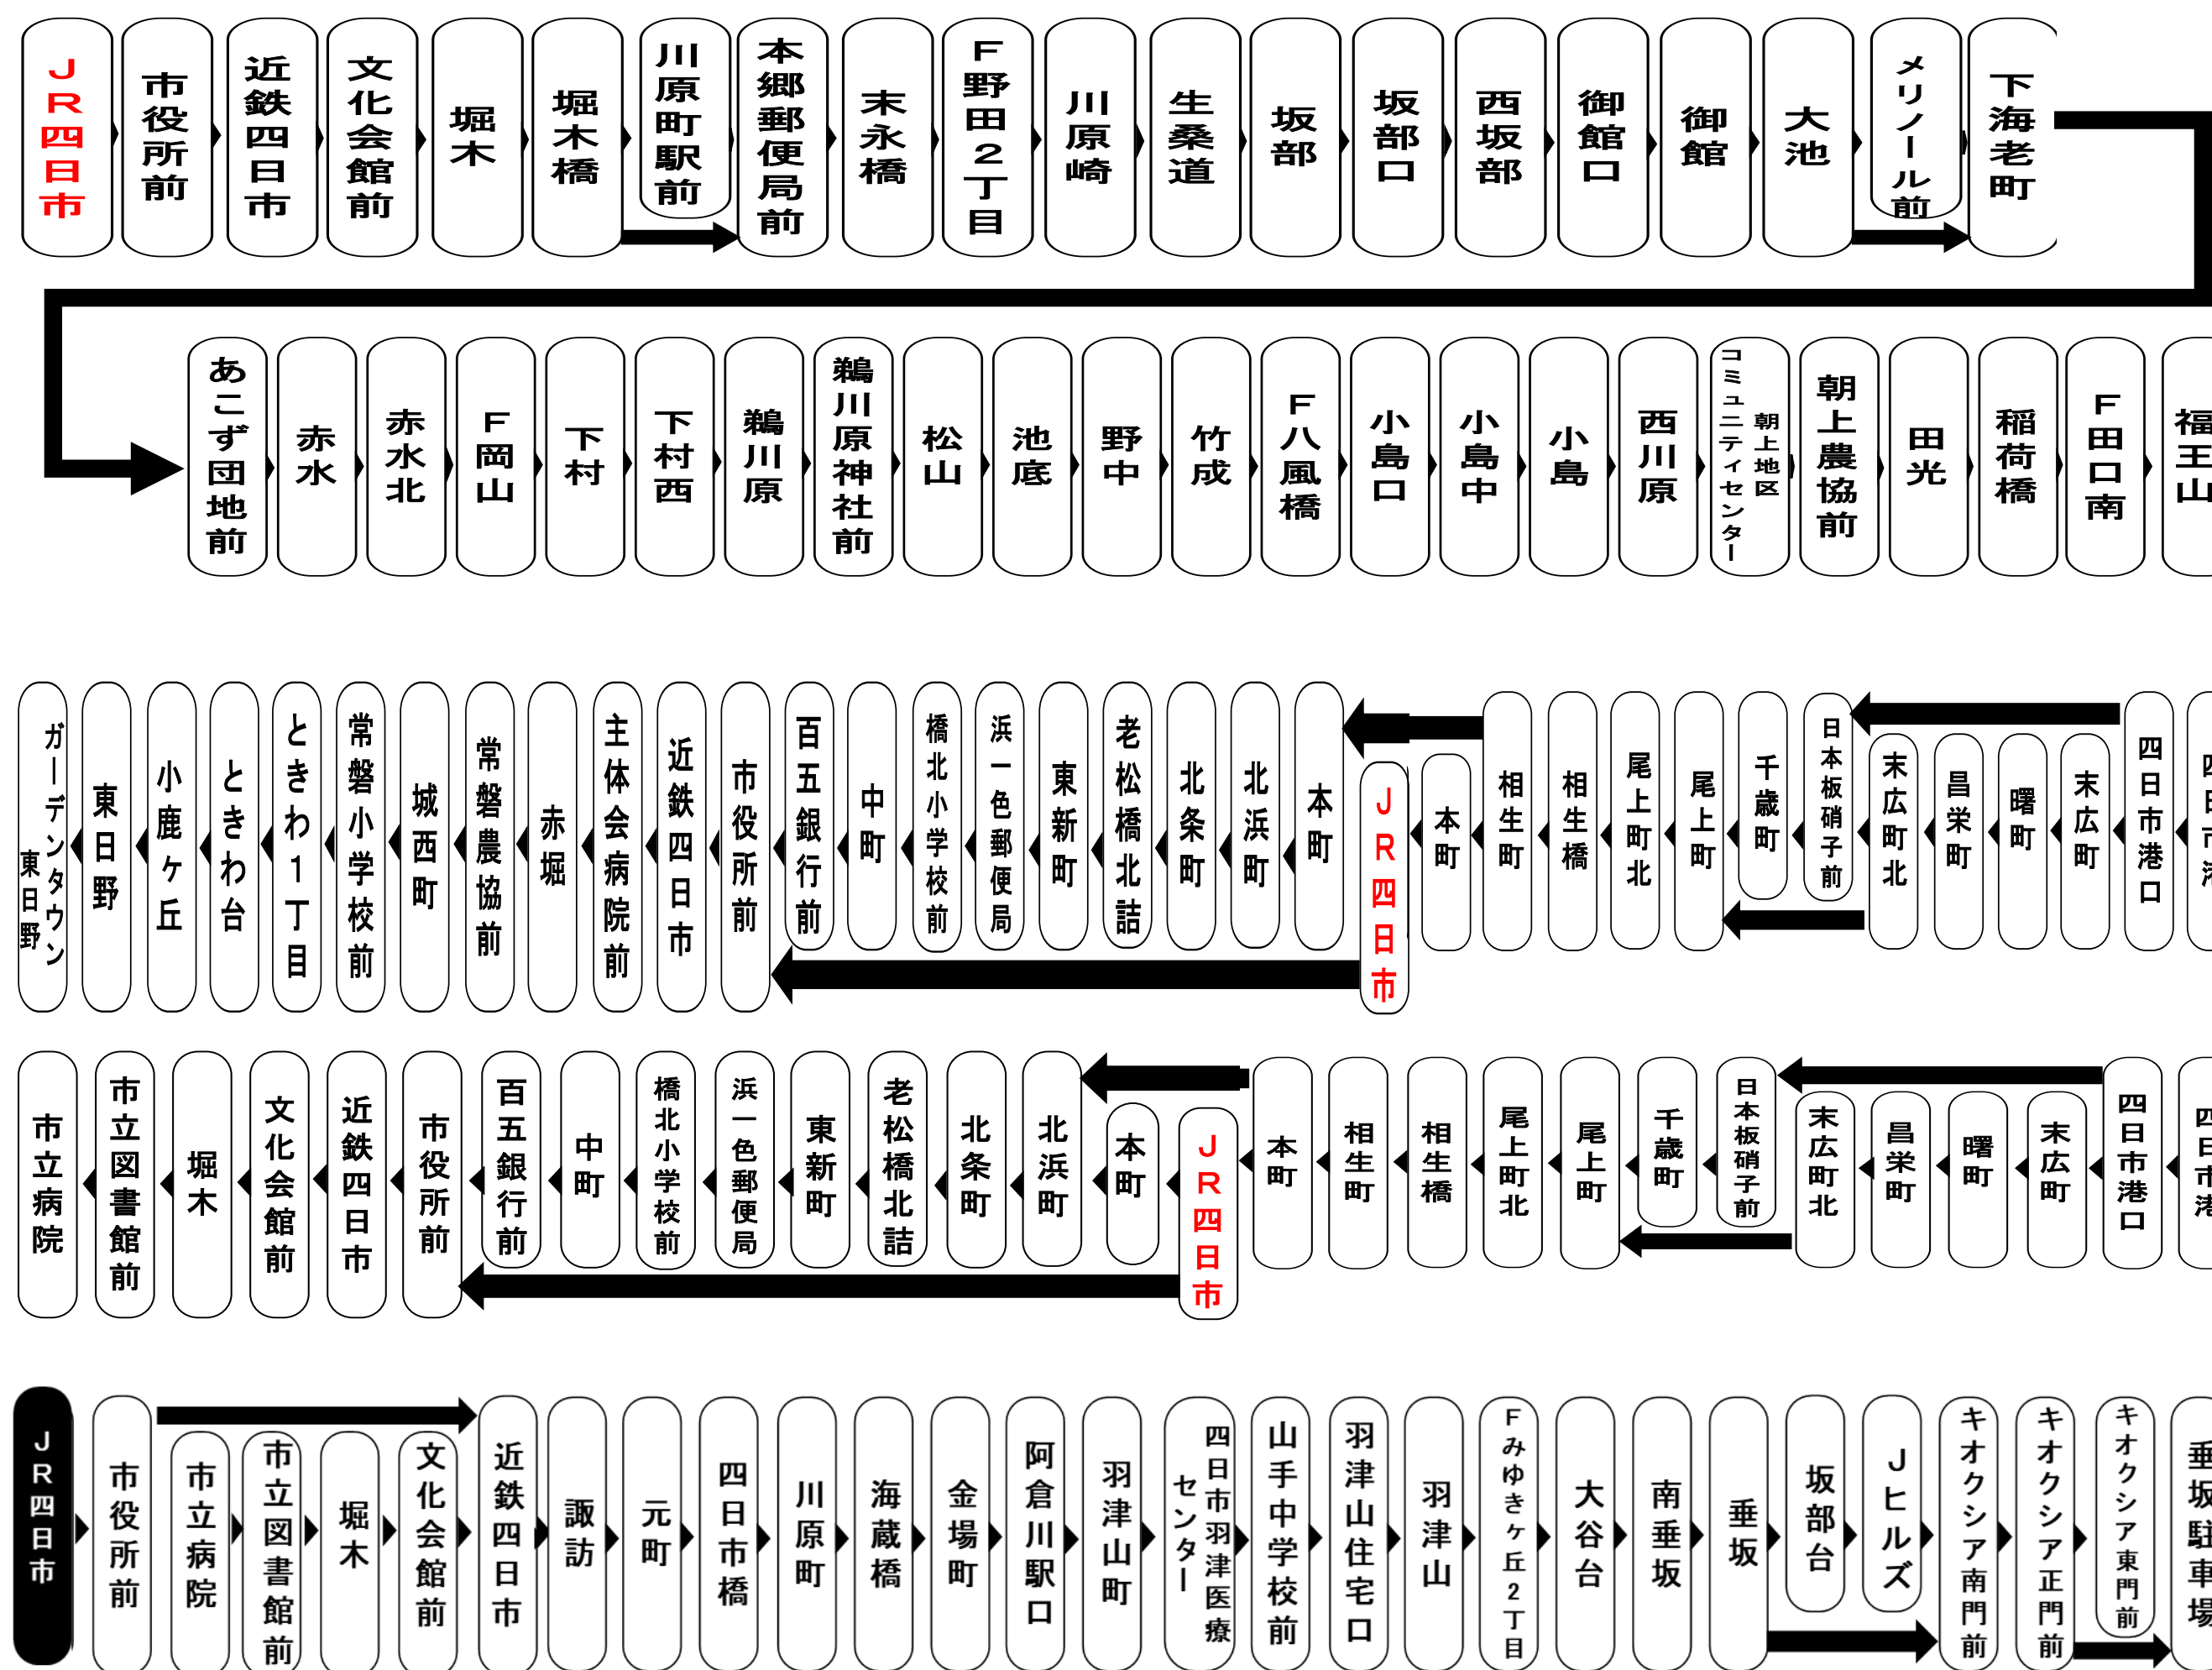 JR四日市
市役所前
近鉄四日市
文化会館前
堀木
堀木橋
川原町駅前
本郷郵便局前
末永橋
F野田2丁目
川原崎
生桑道
坂部
坂部口
西坂部
御館口
御館
大池
メリノール前
下海老町
あこず団地前
赤水
赤水北
F岡山
下村
下村西
鵜川原
鵜川原神社前
松山
池底
野中
竹成
F八風橋
小島口
小島中
小島
西川原
朝上地区
コミュニティセンター
朝上農協前
田光
稲荷橋
F田口南
福王山
四日市港
四日市港口
末広町
曙町
昌栄町
末広町北
日本板硝子前
千歳町
尾上町
尾上町北
相生橋
相生町
本町
JR四日市
本町
北浜町
北条町
老松橋北詰
東新町
浜一色郵便局
橋北小学校前
中町
百五銀行前
市役所前
近鉄四日市
主体会病院前
赤堀
常磐農協前
城西町
常磐小学校前
ときわ1丁目
ときわ台
小鹿ヶ丘
東日野
ガーデンタウン
東日野
四日市港
四日市港口
末広町
曙町
昌栄町
末広町北
日本板硝子前
千歳町
尾上町
尾上町北
相生橋
相生町
本町
JR四日市
本町
北浜町
北条町
老松橋北詰
東新町
浜一色郵便局
橋北小学校前
中町
百五銀行前
市役所前
近鉄四日市
文化会館前
堀木
市立図書館前
市立病院
JR四日市
市役所前
市立病院
市立図書館前
堀木
文化会館前
近鉄四日市
諏訪
元町
四日市橋
川原町
海蔵橋
金場町
阿倉川駅口
羽津山町
四日市羽津医療
センター
山手中学校前
羽津山住宅口
羽津山
Fみゆきヶ丘2丁目
大谷台
南垂坂
垂坂
坂部台
Jヒルズ
キオクシア南門前
キオクシア正門前
キオクシア東門前
垂坂駐車場